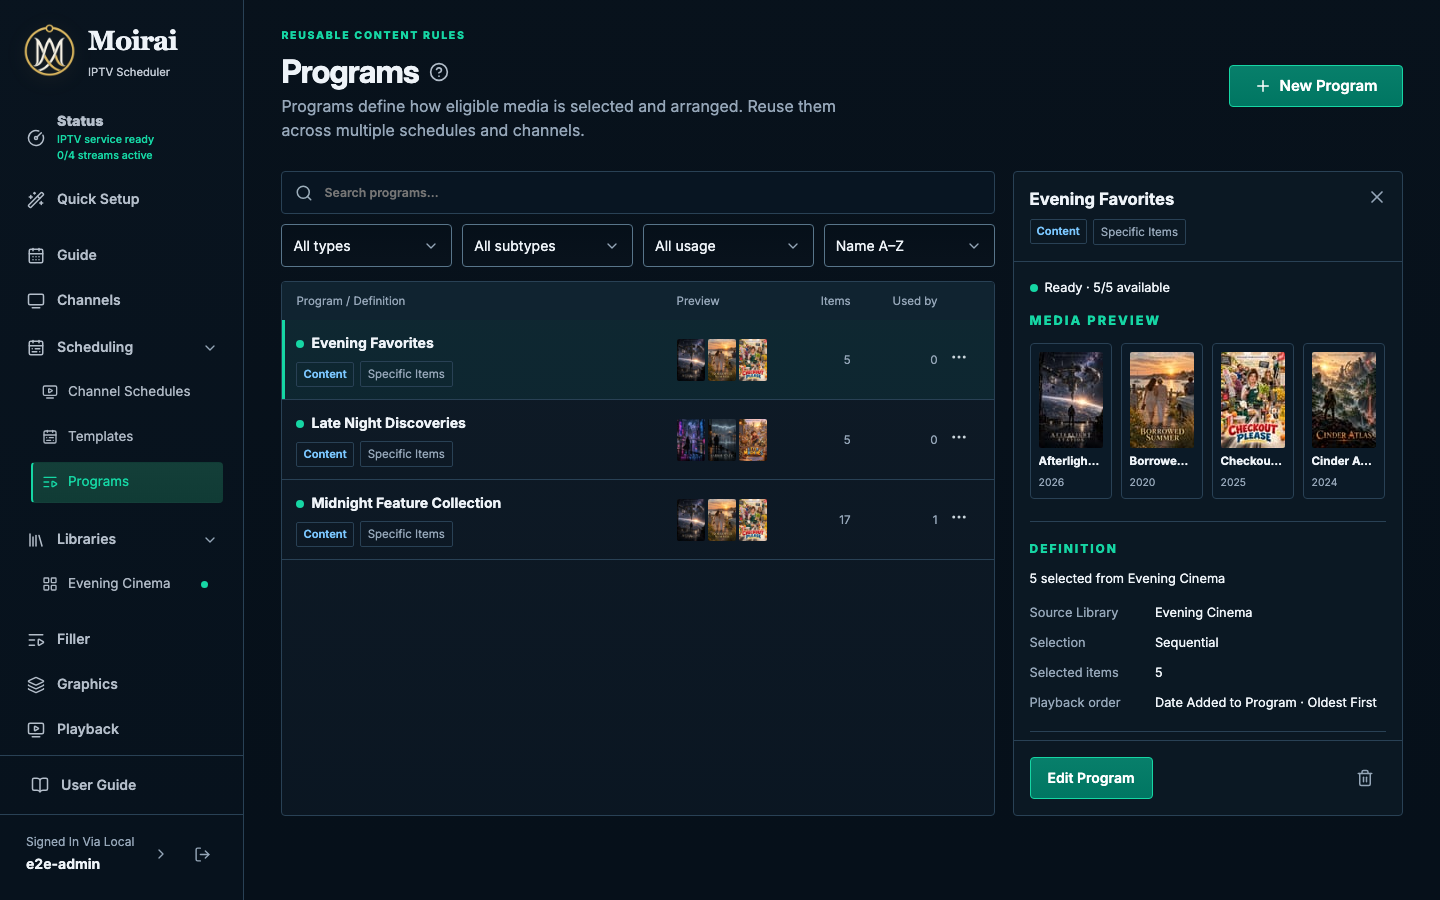 Moirai
IPTV Scheduler
Status
IPTV service ready
0/4 streams active
Quick Setup
Guide
Channels
Scheduling
Channel Schedules
Templates
Programs
Libraries
Evening Cinema
Filler
Graphics
Playback
User Guide
Signed In Via Local
e2e-admin
REUSABLE CONTENT RULES
Programs
Programs define how eligible media is selected and arranged. Reuse them
across multiple schedules and channels.
+ New Program
Search programs...
All types
All subtypes
All usage
Name A–Z
Program / Definition Preview Items Used by
Evening Favorites
Content Specific Items
5 0 ...
Late Night Discoveries
Content Specific Items
5 0 ...
Midnight Feature Collection
Content Specific Items
17 1 ...
Evening Favorites
Content Specific Items
Ready · 5/5 available
MEDIA PREVIEW
AFTERLIGHT
BORROWED
SUMMER
CHECKOUT
PLEASE
CINDER ATLAS
Afterligh... Borrowe... Checkou... Cinder A...
2026 2020 2025 2024
DEFINITION
5 selected from Evening Cinema
Source Library Evening Cinema
Selection Sequential
Selected items 5
Playback order Date Added to Program · Oldest First
Edit Program